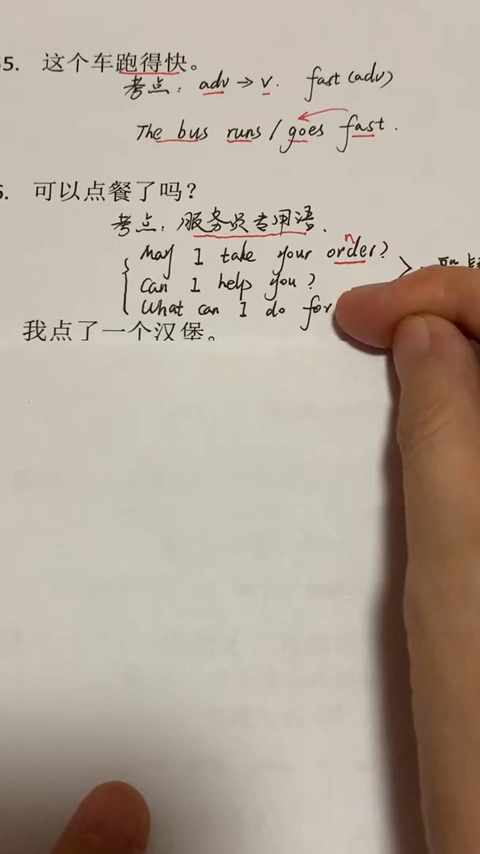 5. 这个车跑得快。
考点: adv → v. fast (adv)
The bus runs / goes fast.
. 可以点餐了吗?
考点: 服务员专用语.
n
May I take your order?
Can I help you?
What can I do for
我点了一个汉堡。